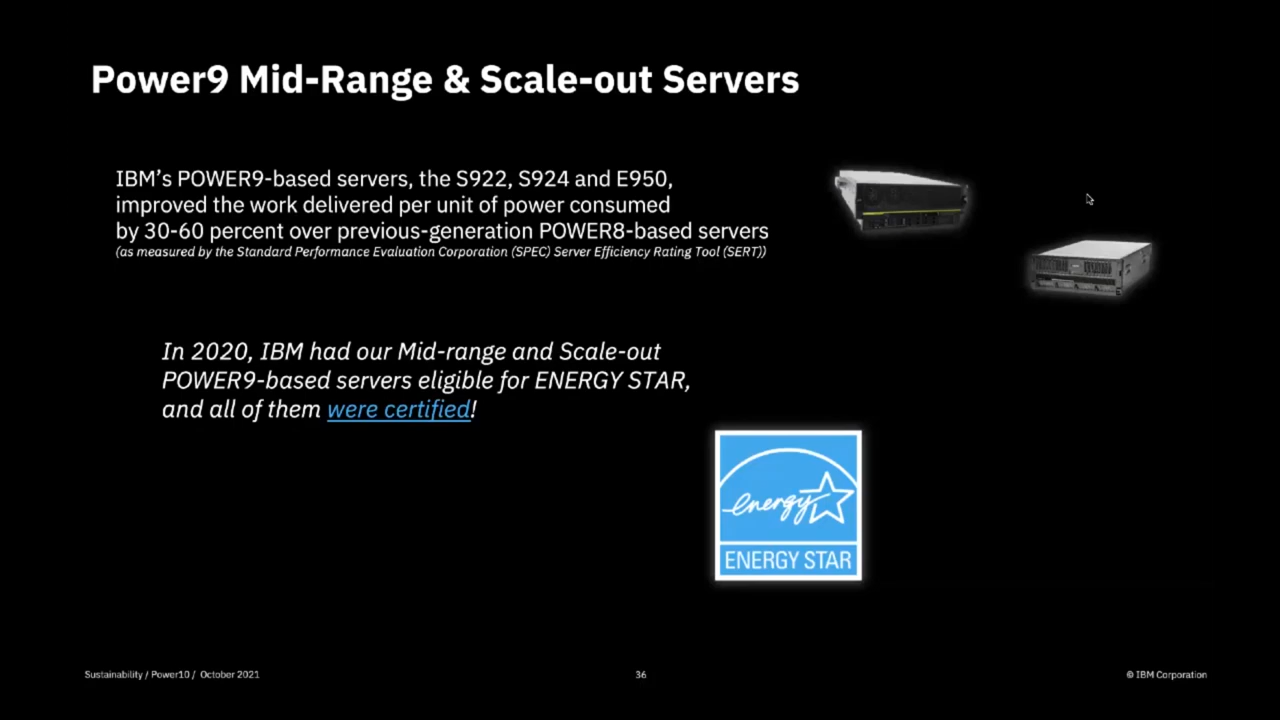 Power9 Mid-Range & Scale-out Servers
IBM’s POWER9-based servers, the S922, S924 and E950,
improved the work delivered per unit of power consumed
by 30-60 percent over previous-generation POWER8-based servers
(as measured by the Standard Performance Evaluation Corporation (SPEC) Server Efficiency Rating Tool (SERT))
In 2020, IBM had our Mid-range and Scale-out
POWER9-based servers eligible for ENERGY STAR,
and all of them were certified!
energy
ENERGY STAR
Sustainability / Power10 / October 2021
36
© IBM Corporation